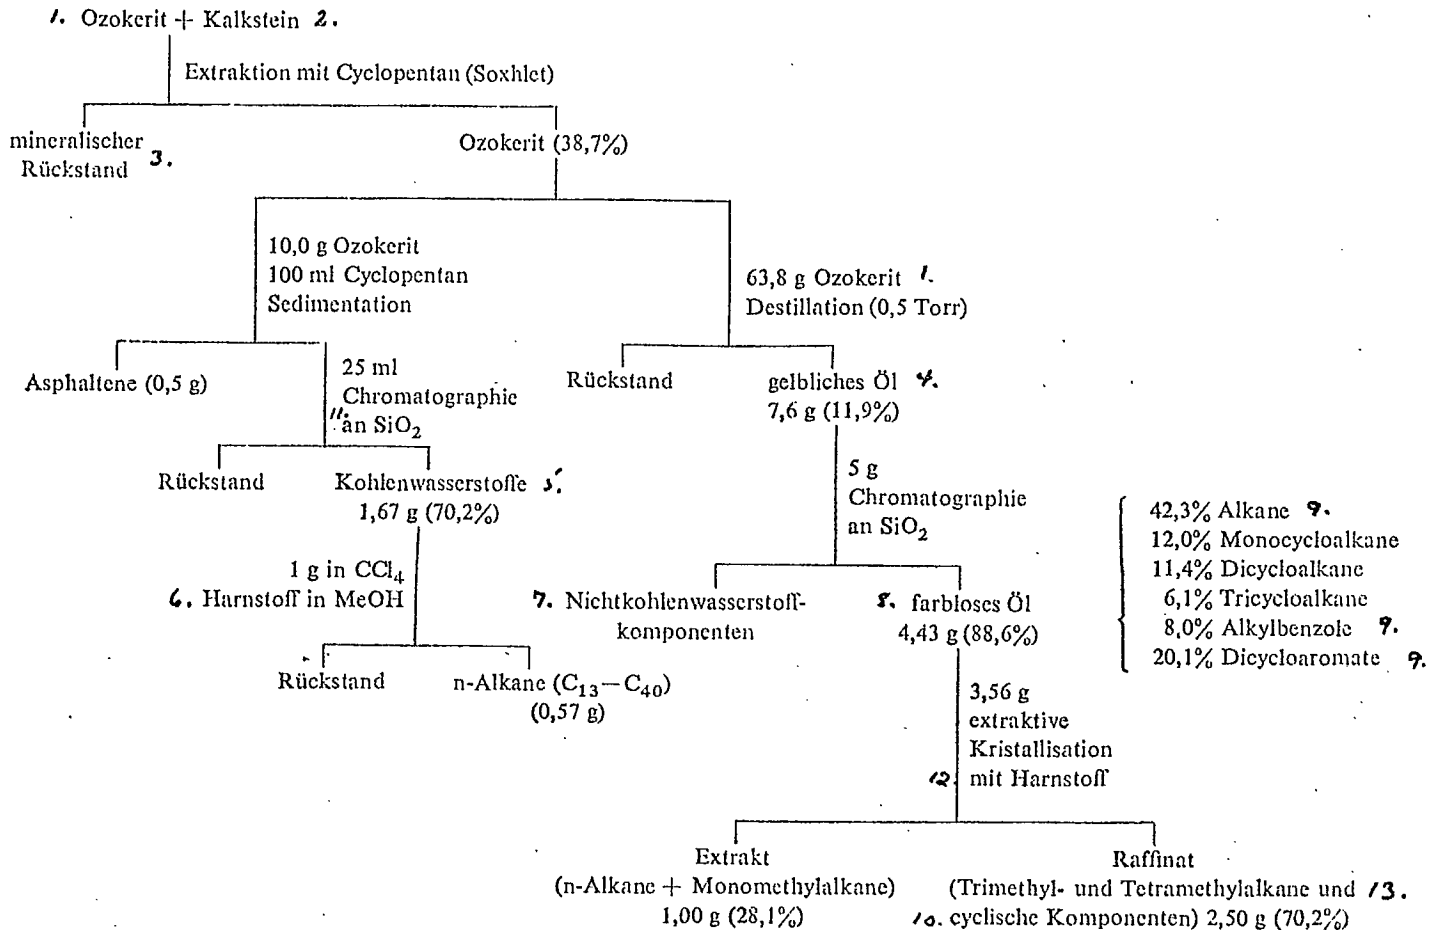 1. Ozokerit + Kalkstein 2.
Extraktion mit Cyclopentan (Soxhlet)
mineralischer
Rückstand 3.
Ozokerit (38,7%)
10,0 g Ozokerit
100 ml Cyclopentan
Sedimentation
63,8 g Ozokerit 1.
Destillation (0,5 Torr)
Asphaltene (0,5 g)
25 ml
Chromatographie
11. an SiO2
Rückstand
gelbliches Öl 4.
7,6 g (11,9%)
Rückstand
Kohlenwasserstoffe 5.
1,67 g (70,2%)
5 g
Chromatographie
an SiO2
42,3% Alkane 9.
12,0% Monocycloalkane
11,4% Dicycloalkane
6,1% Tricycloalkane
8,0% Alkylbenzole 9.
20,1% Dicycloaromate 9.
1 g in CCl4
6. Harnstoff in MeOH
7. Nichtkohlenwasserstoff-
komponenten
8. farbloses Öl
4,43 g (88,6%)
Rückstand
n-Alkane (C13—C40)
(0,57 g)
3,56 g
extraktive
Kristallisation
12. mit Harnstoff
Extrakt
(n-Alkane + Monomethylalkane)
1,00 g (28,1%)
Raffinat
(Trimethyl- und Tetramethylalkane und 13.
10. cyclische Komponenten) 2,50 g (70,2%)